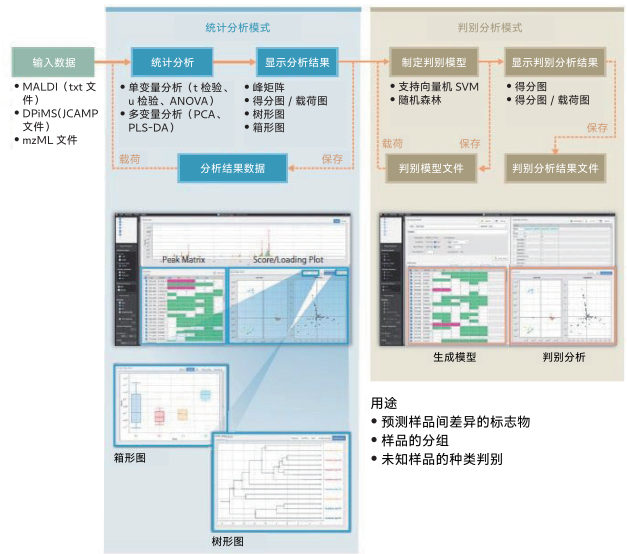 统计分析模式
判别分析模式
输入数据
统计分析
显示分析结果
制定判别模型
显示判别分析结果
• MALDI（txt 文
件）
• DPiMS(JCAMP
文件）
• mzML 文件
• 单变量分析（t 检验、
u 检验、ANOVA）
• 多变量分析（PCA、
PLS-DA）
• 峰矩阵
• 得分图 / 载荷图
• 树形图
• 箱形图
• 支持向量机 SVM
• 随机森林
• 得分图
• 得分图 / 载荷图
载荷
保存
载荷
保存
保存
分析结果数据
判别模型文件
判别分析结果文件
Peak Matrix
Score/Loading Plot
生成模型
判别分析
箱形图
树形图
用途
• 预测样品间差异的标志物
• 样品的分组
• 未知样品的种类判别